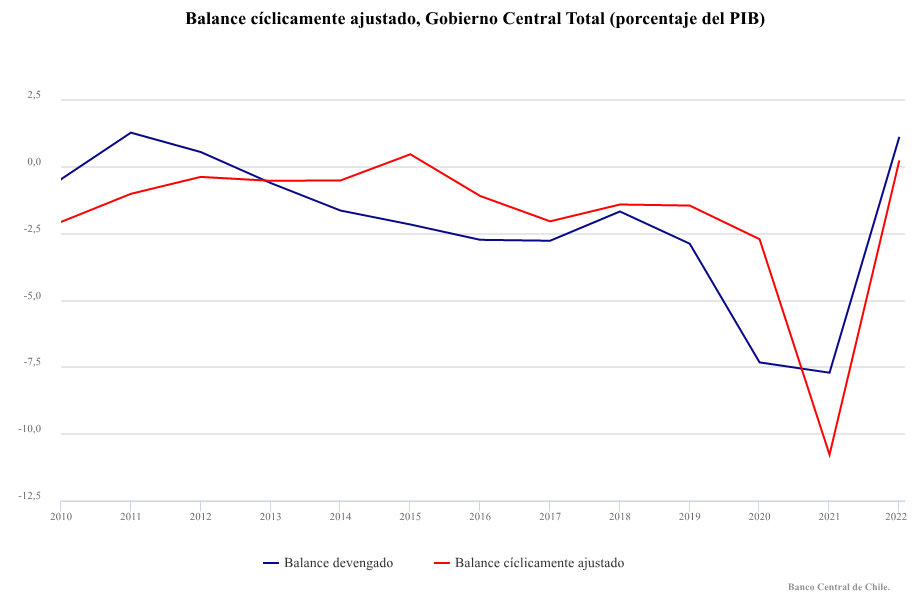 Balance cíclicamente ajustado, Gobierno Central Total (porcentaje del PIB)
2,5
0,0
-2,5
-5,0
-7,5
-10,0
-12,5
2010 2011 2012 2013 2014 2015 2016 2017 2018 2019 2020 2021 2022
Balance devengado Balance cíclicamente ajustado
Banco Central de Chile.